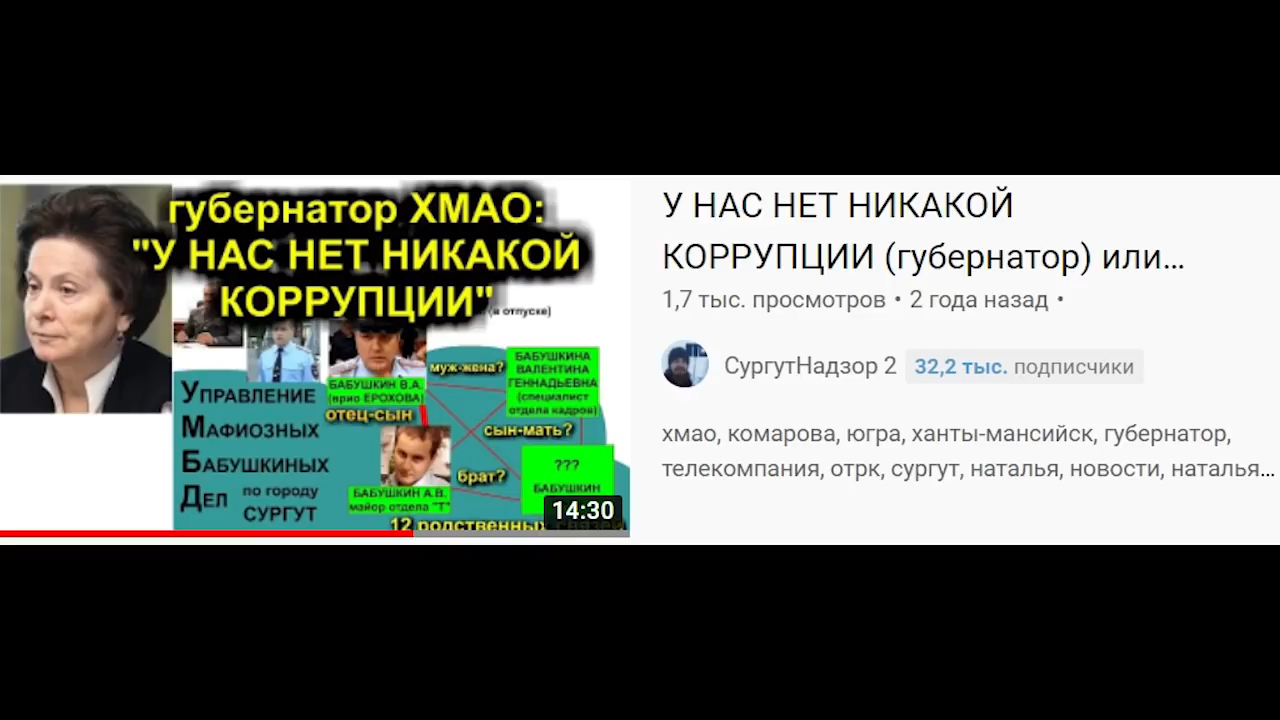 губернатор ХМАО:
"У НАС НЕТ НИКАКОЙ
КОРРУПЦИИ"
(в отпуске)
муж-жена?
БАБУШКИНА
ВАЛЕНТИНА
ГЕННАДЬЕВНА
(специалист
отдела кадров)
БАБУШКИН В.А.
(врио ЕРОХОВА)
отец-сын
сын-мать?
УПРАВЛЕНИЕ
МАФИОЗНЫХ
БАБУШКИНЫХ
ДЕЛ по городу
СУРГУТ
брат?
???
БАБУШКИН
БАБУШКИН А.В.
майор отдела "Т"
12 родственных связей
14:30
У НАС НЕТ НИКАКОЙ
КОРРУПЦИИ (губернатор) или...
1,7 тыс. просмотров • 2 года назад •
СургутНадзор 2 32,2 тыс. подписчики
хмао, комарова, югра, ханты-мансийск, губернатор,
телекомпания, отрк, сургут, наталья, новости, наталья...